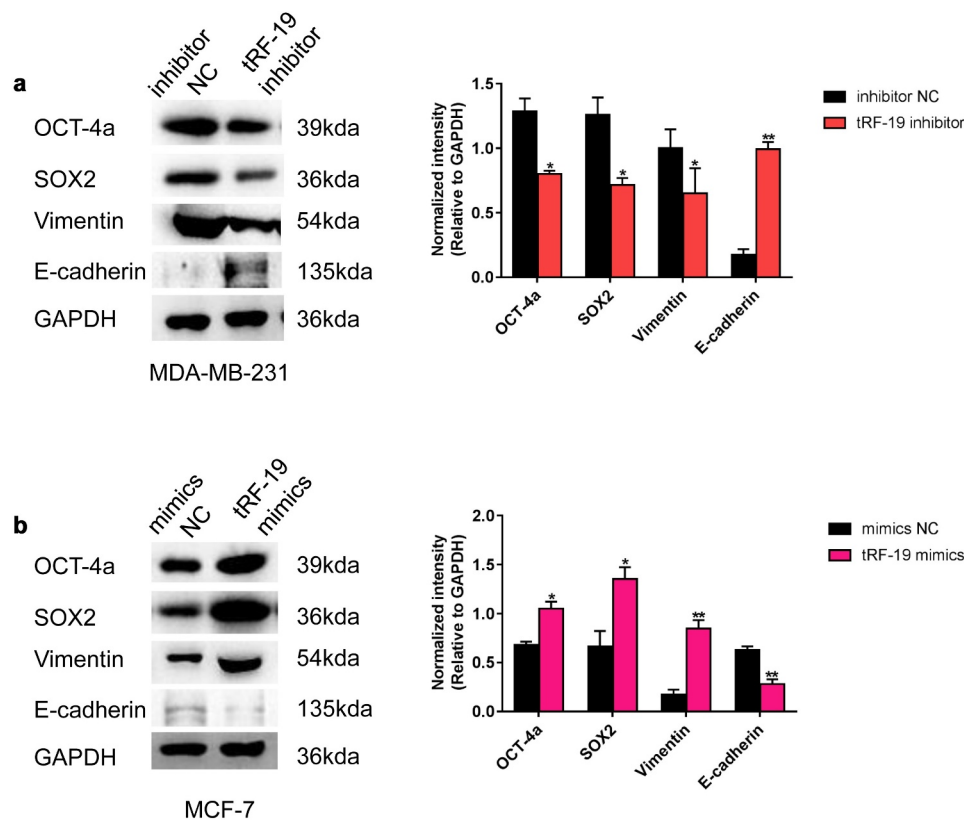 a
inhibitor NC
tRF-19 inhibitor
OCT-4a 39kda
SOX2 36kda
Vimentin 54kda
E-cadherin 135kda
GAPDH 36kda
MDA-MB-231
Normalized intensity
(Relative to GAPDH)
1.5
1.0
0.5
0.0
* * * **
OCT-4a
SOX2
Vimentin
E-cadherin
inhibitor NC
tRF-19 inhibitor
b
mimics NC
tRF-19 mimics
OCT-4a 39kda
SOX2 36kda
Vimentin 54kda
E-cadherin 135kda
GAPDH 36kda
MCF-7
Normalized intensity
(Relative to GAPDH)
2.0
1.5
1.0
0.5
0.0
* * ** **
OCT-4a
SOX2
Vimentin
E-cadherin
mimics NC
tRF-19 mimics